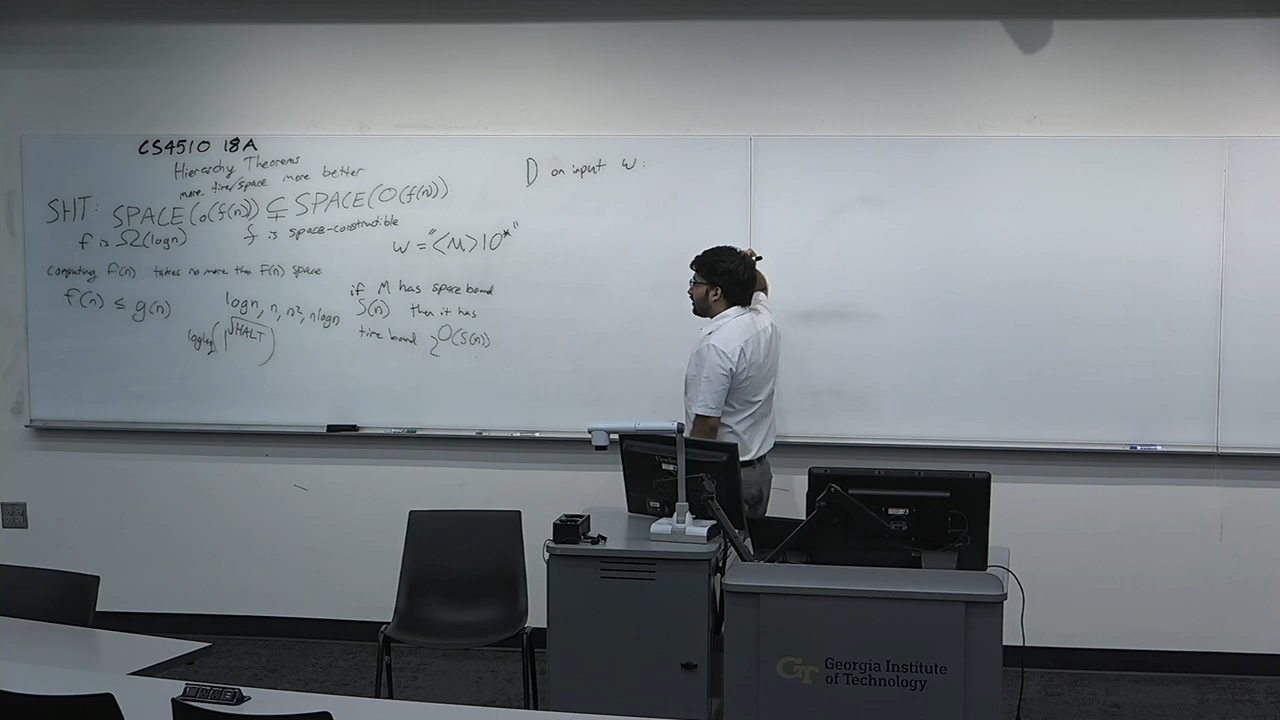 CS4510 18A
Hierarchy Theorems
more time/space more better
SHT: SPACE(o(f(n)) ⊊ SPACE(O(f(n))
f is Ω(logn) f is space-constructible
w = "<M>10*"
computing f(n) takes no more than f(n) space
f(n) ≤ g(n)
logn, n, n², nlogn
loglog(1^√HALT)
if M has space bound
S(n) then it has
time bound 2^O(S(n))
D on input w:
GT Georgia Institute
of Technology